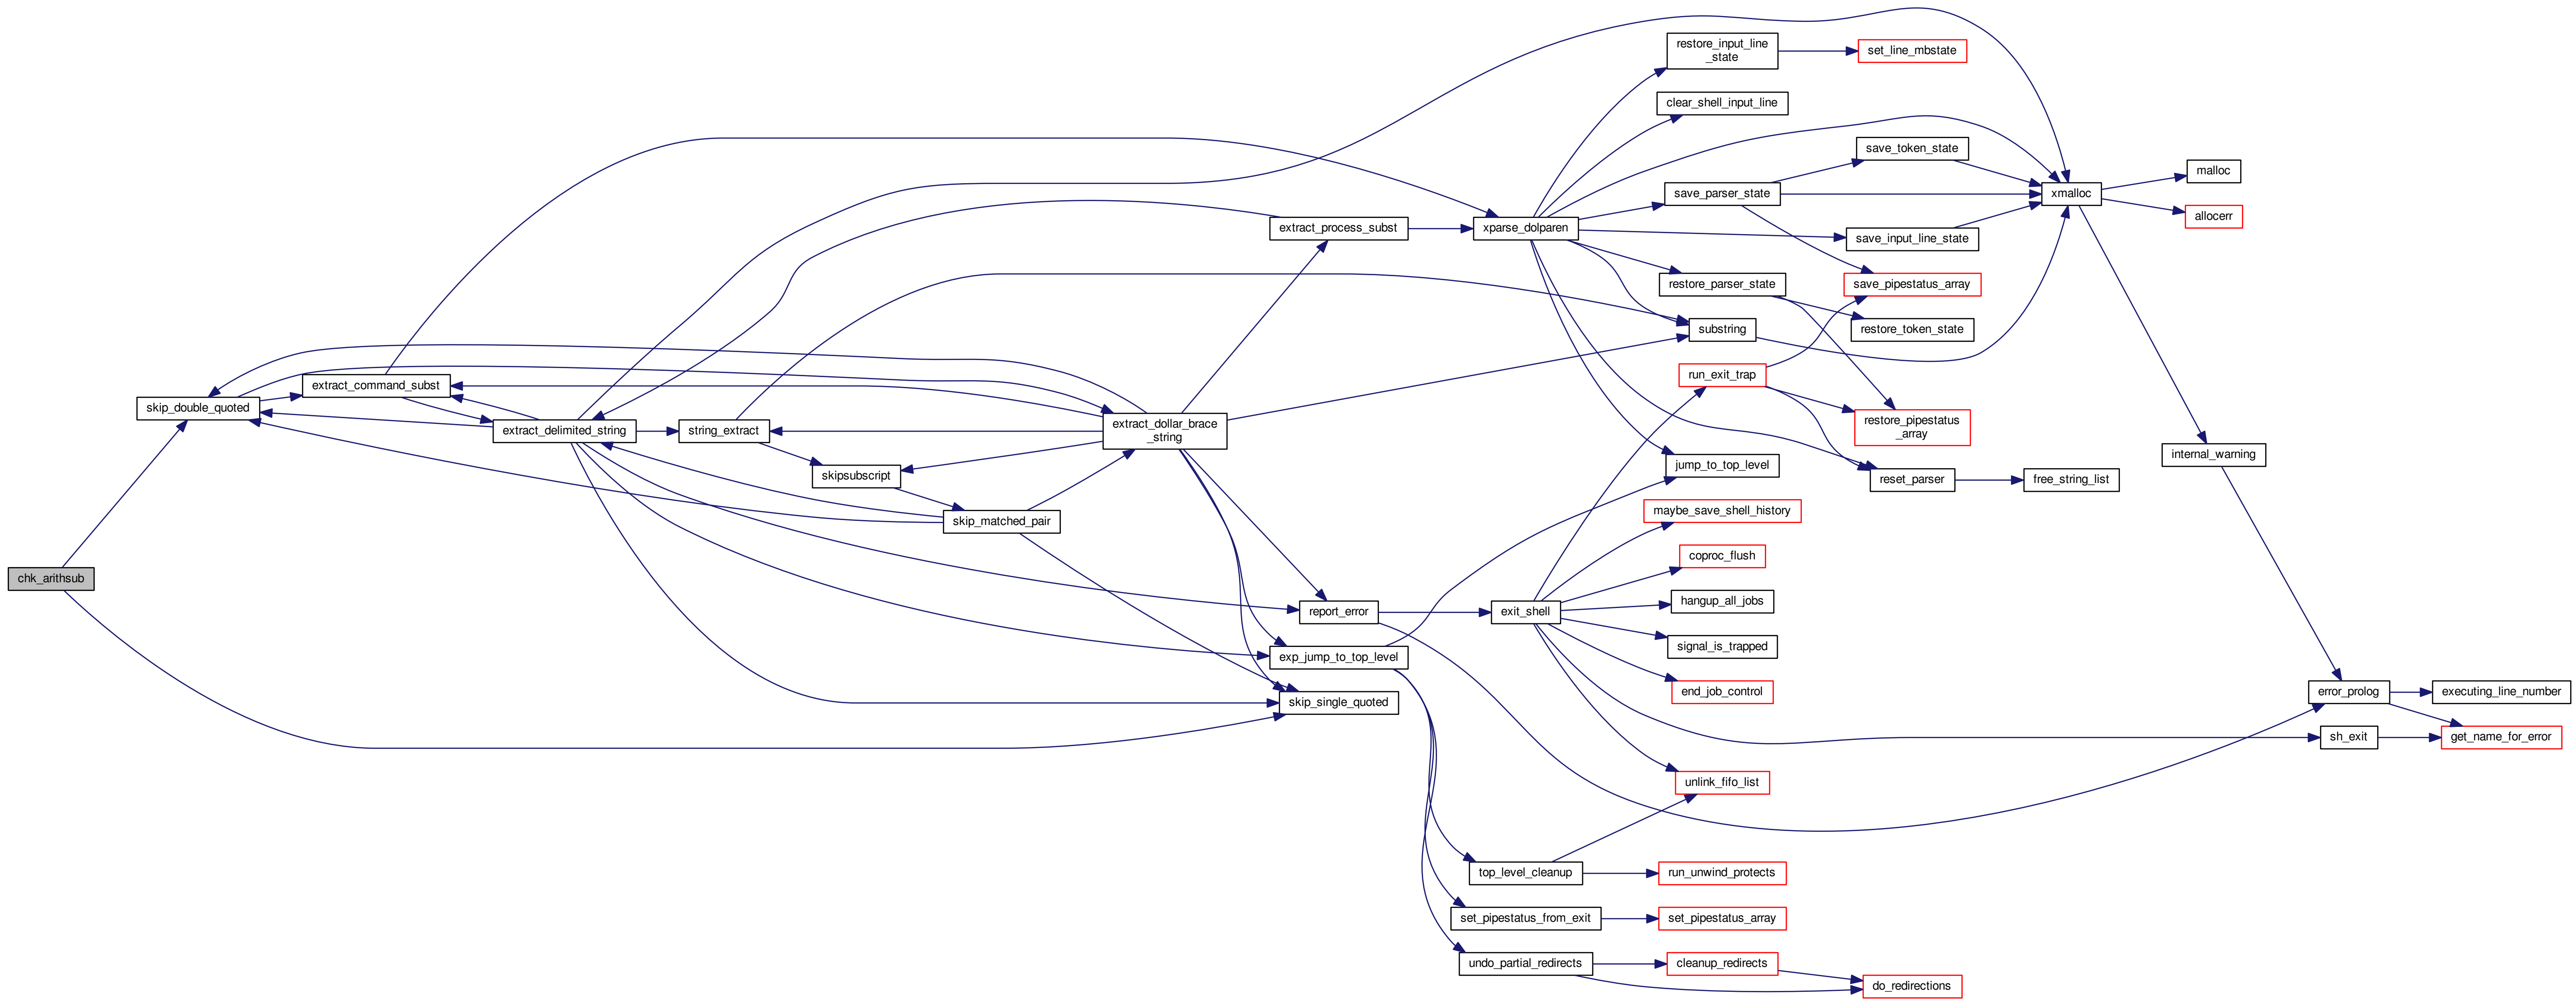 restore_input_line
_state
set_line_mbstate
clear_shell_input_line
save_token_state
malloc
save_parser_state
xmalloc
allocerr
extract_process_subst
xparse_dolparen
save_input_line_state
restore_parser_state
save_pipestatus_array
substring
restore_token_state
run_exit_trap
extract_command_subst
skip_double_quoted
extract_delimited_string
string_extract
extract_dollar_brace
_string
restore_pipestatus
_array
internal_warning
jump_to_top_level
skipsubscript
reset_parser
free_string_list
skip_matched_pair
maybe_save_shell_history
coproc_flush
chk_arithsub
hangup_all_jobs
report_error
exit_shell
signal_is_trapped
exp_jump_to_top_level
end_job_control
error_prolog
executing_line_number
skip_single_quoted
sh_exit
get_name_for_error
unlink_fifo_list
top_level_cleanup
run_unwind_protects
set_pipestatus_from_exit
set_pipestatus_array
undo_partial_redirects
cleanup_redirects
do_redirections